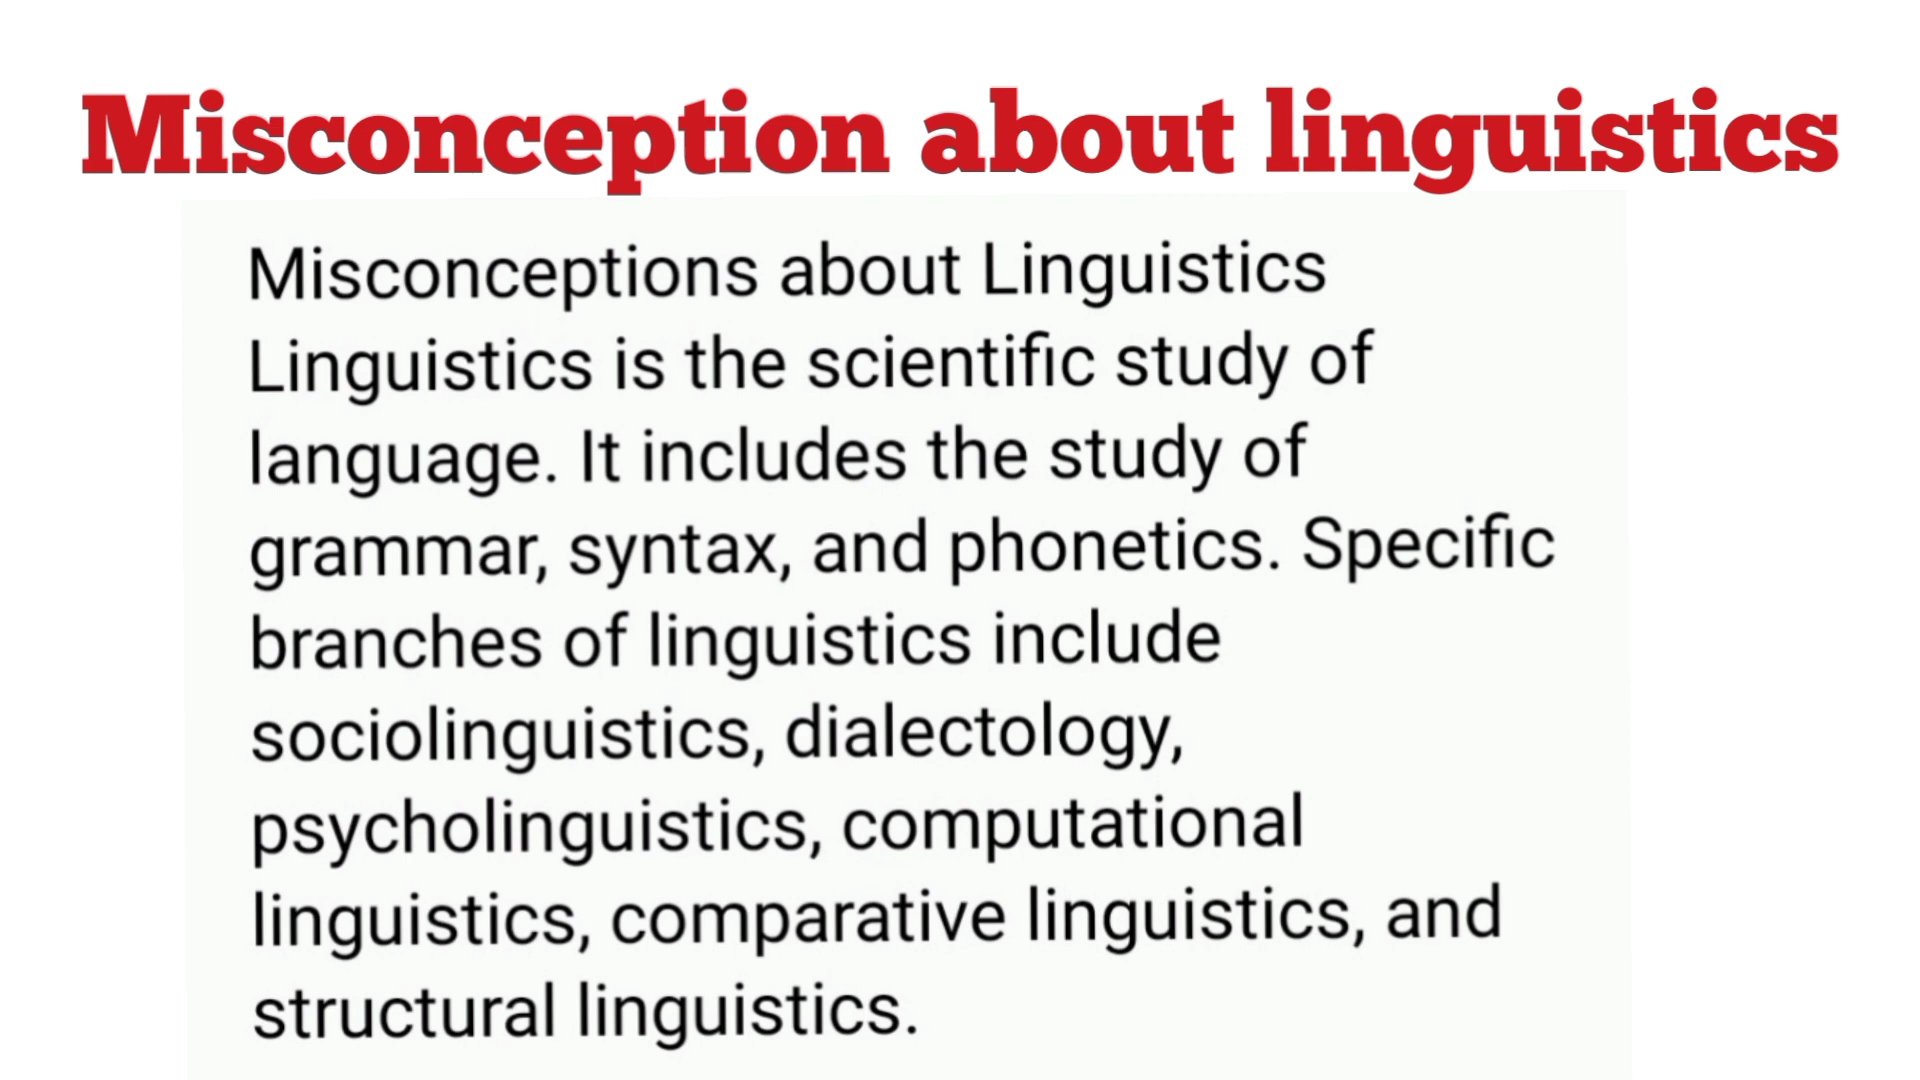 Misconception about linguistics
Misconceptions about Linguistics
Linguistics is the scientific study of
language. It includes the study of
grammar, syntax, and phonetics. Specific
branches of linguistics include
sociolinguistics, dialectology,
psycholinguistics, computational
linguistics, comparative linguistics, and
structural linguistics.